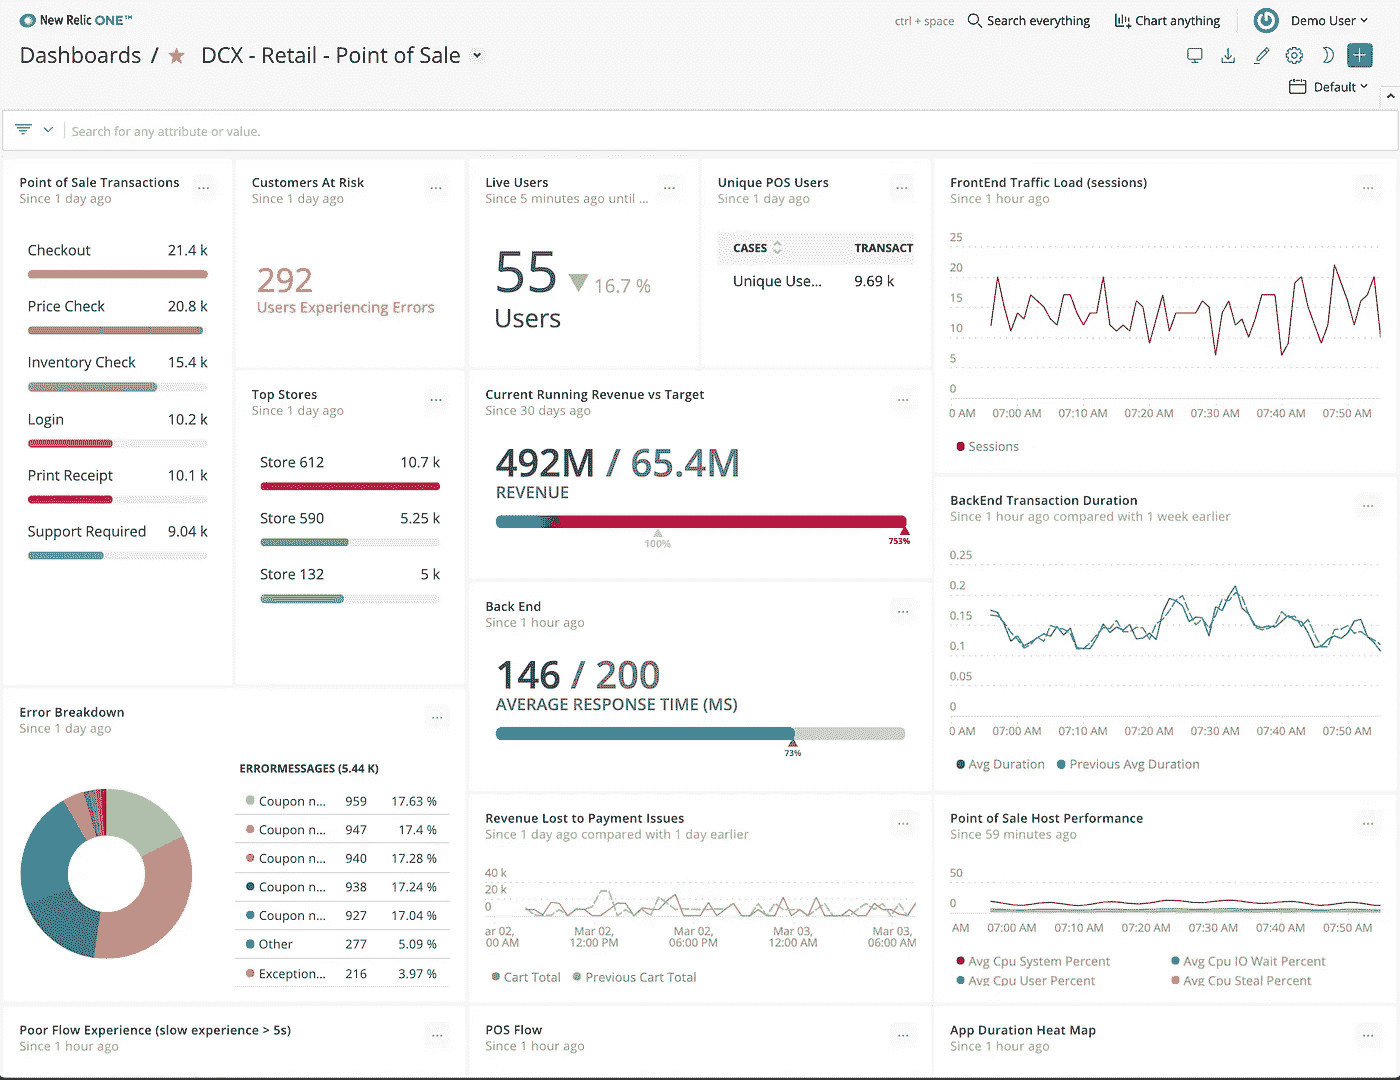 New Relic ONE™
ctrl + space
Search everything
Chart anything
Demo User
Dashboards / DCX - Retail - Point of Sale
Default
Search for any attribute or value.
Point of Sale Transactions
Since 1 day ago
Checkout 21.4 k
Price Check 20.8 k
Inventory Check 15.4 k
Login 10.2 k
Print Receipt 10.1 k
Support Required 9.04 k
Customers At Risk
Since 1 day ago
292
Users Experiencing Errors
Live Users
Since 5 minutes ago until ...
55 16.7 %
Users
Unique POS Users
Since 1 day ago
CASES TRANSACT
Unique Use... 9.69 k
FrontEnd Traffic Load (sessions)
Since 1 hour ago
25
20
15
10
5
0
0 AM 07:00 AM 07:10 AM 07:20 AM 07:30 AM 07:40 AM 07:50 AM
Sessions
Top Stores
Since 1 day ago
Store 612 10.7 k
Store 590 5.25 k
Store 132 5 k
Current Running Revenue vs Target
Since 30 days ago
492M / 65.4M
REVENUE
100%
753%
BackEnd Transaction Duration
Since 1 hour ago compared with 1 week earlier
0.25
0.2
0.15
0.1
0.05
0
0 AM 07:00 AM 07:10 AM 07:20 AM 07:30 AM 07:40 AM 07:50 AM
Avg Duration Previous Avg Duration
Back End
Since 1 hour ago
146 / 200
AVERAGE RESPONSE TIME (MS)
73%
Error Breakdown
Since 1 day ago
ERRORMESSAGES (5.44 K)
Coupon n... 959 17.63 %
Coupon n... 947 17.4 %
Coupon n... 940 17.28 %
Coupon n... 938 17.24 %
Coupon n... 927 17.04 %
Other 277 5.09 %
Exception... 216 3.97 %
Revenue Lost to Payment Issues
Since 1 day ago compared with 1 day earlier
40 k
20 k
0
ar 02, Mar 02, Mar 02, Mar 03, Mar 03,
00 AM 12:00 PM 06:00 PM 12:00 AM 06:00 AM
Cart Total Previous Cart Total
Point of Sale Host Performance
Since 59 minutes ago
50
0
AM 07:00 AM 07:10 AM 07:20 AM 07:30 AM 07:40 AM 07:50 AM
Avg Cpu System Percent Avg Cpu IO Wait Percent
Avg Cpu User Percent Avg Cpu Steal Percent
Poor Flow Experience (slow experience > 5s)
Since 1 hour ago
POS Flow
Since 1 hour ago
App Duration Heat Map
Since 1 hour ago